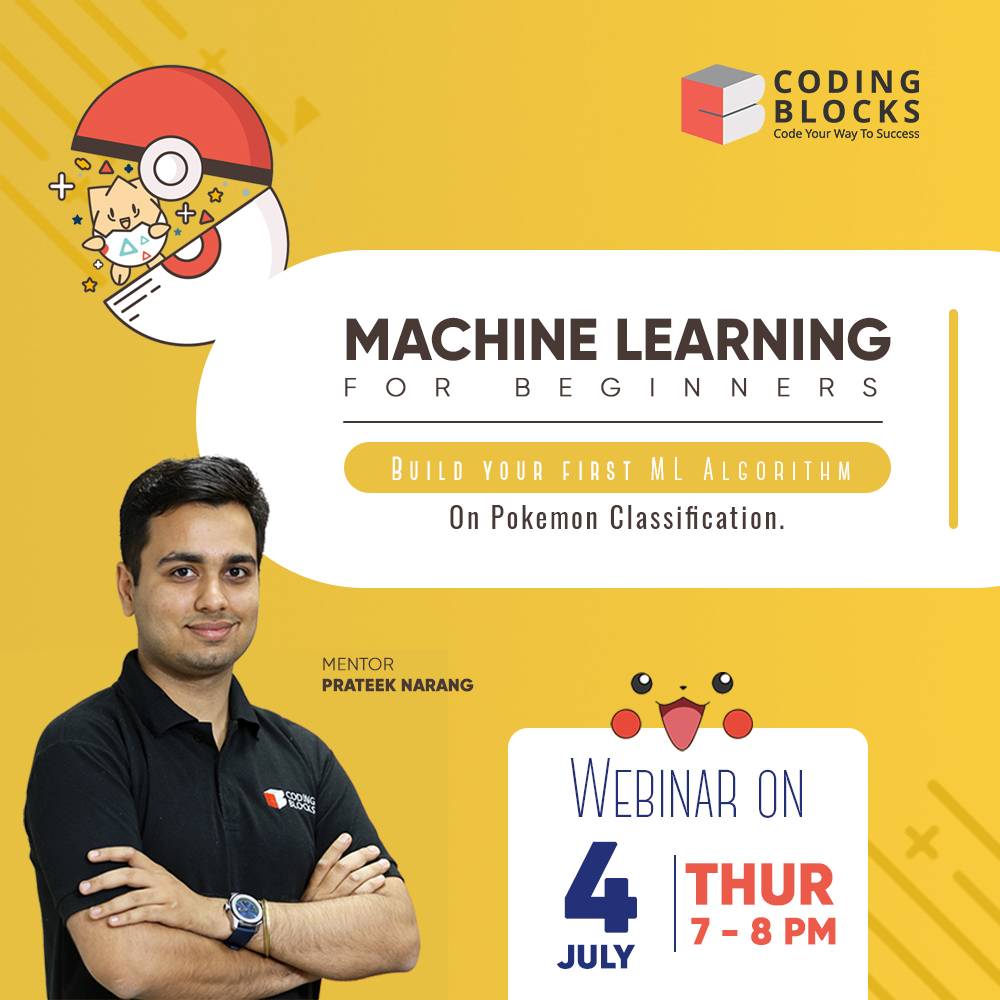 CODING
BLOCKS
Code Your Way To Success
MACHINE LEARNING
FOR BEGINNERS
BUILD YOUR FIRST ML ALGORITHM
On Pokemon Classification.
MENTOR
PRATEEK NARANG
CODING
BLOCKS
WEBINAR ON
4
JULY
THUR
7 - 8 PM